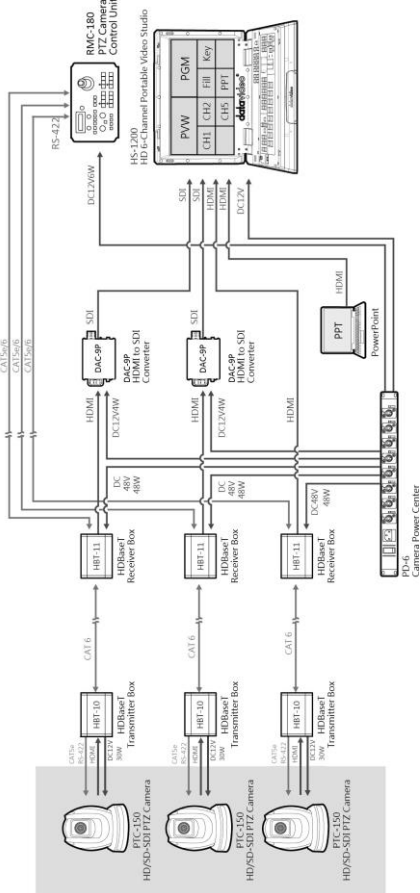 RMC-180
PTZ Camera
Control Unit
RS-422
HS-1200
HD 6-Channel Portable Video Studio
PVW
PGM
CH1
CH2
Fill
Key
CH5
PPT
datavideo
CAT5e/6
CAT5e/6
CAT5e/6
DC12V6W
SDI
SDI
HDMI
HDMI
DC12V
SDI
DAC-9P
DAC-9P
HDMI to SDI
Converter
HDMI
DC12V4W
SDI
DAC-9P
DAC-9P
HDMI to SDI
Converter
HDMI
DC12V4W
HDMI
HDMI
PPT
PowerPoint
DC
48V
48W
DC
48V
48W
DC48V
48W
HBT-11
HDBaseT
Receiver Box
HBT-11
HDBaseT
Receiver Box
HBT-11
HDBaseT
Receiver Box
PD-6
Camera Power Center
CAT 6
CAT 6
CAT 6
HBT-10
HDBaseT
Transmitter Box
HBT-10
HDBaseT
Transmitter Box
HBT-10
HDBaseT
Transmitter Box
CAT5e
RS-422
HDMI
DC12V
30W
CAT5e
RS-422
HDMI
DC12V
30W
CAT5e
RS-422
HDMI
DC12V
30W
PTC-150
HD/SD-SDI PTZ Camera
PTC-150
HD/SD-SDI PTZ Camera
PTC-150
HD/SD-SDI PTZ Camera